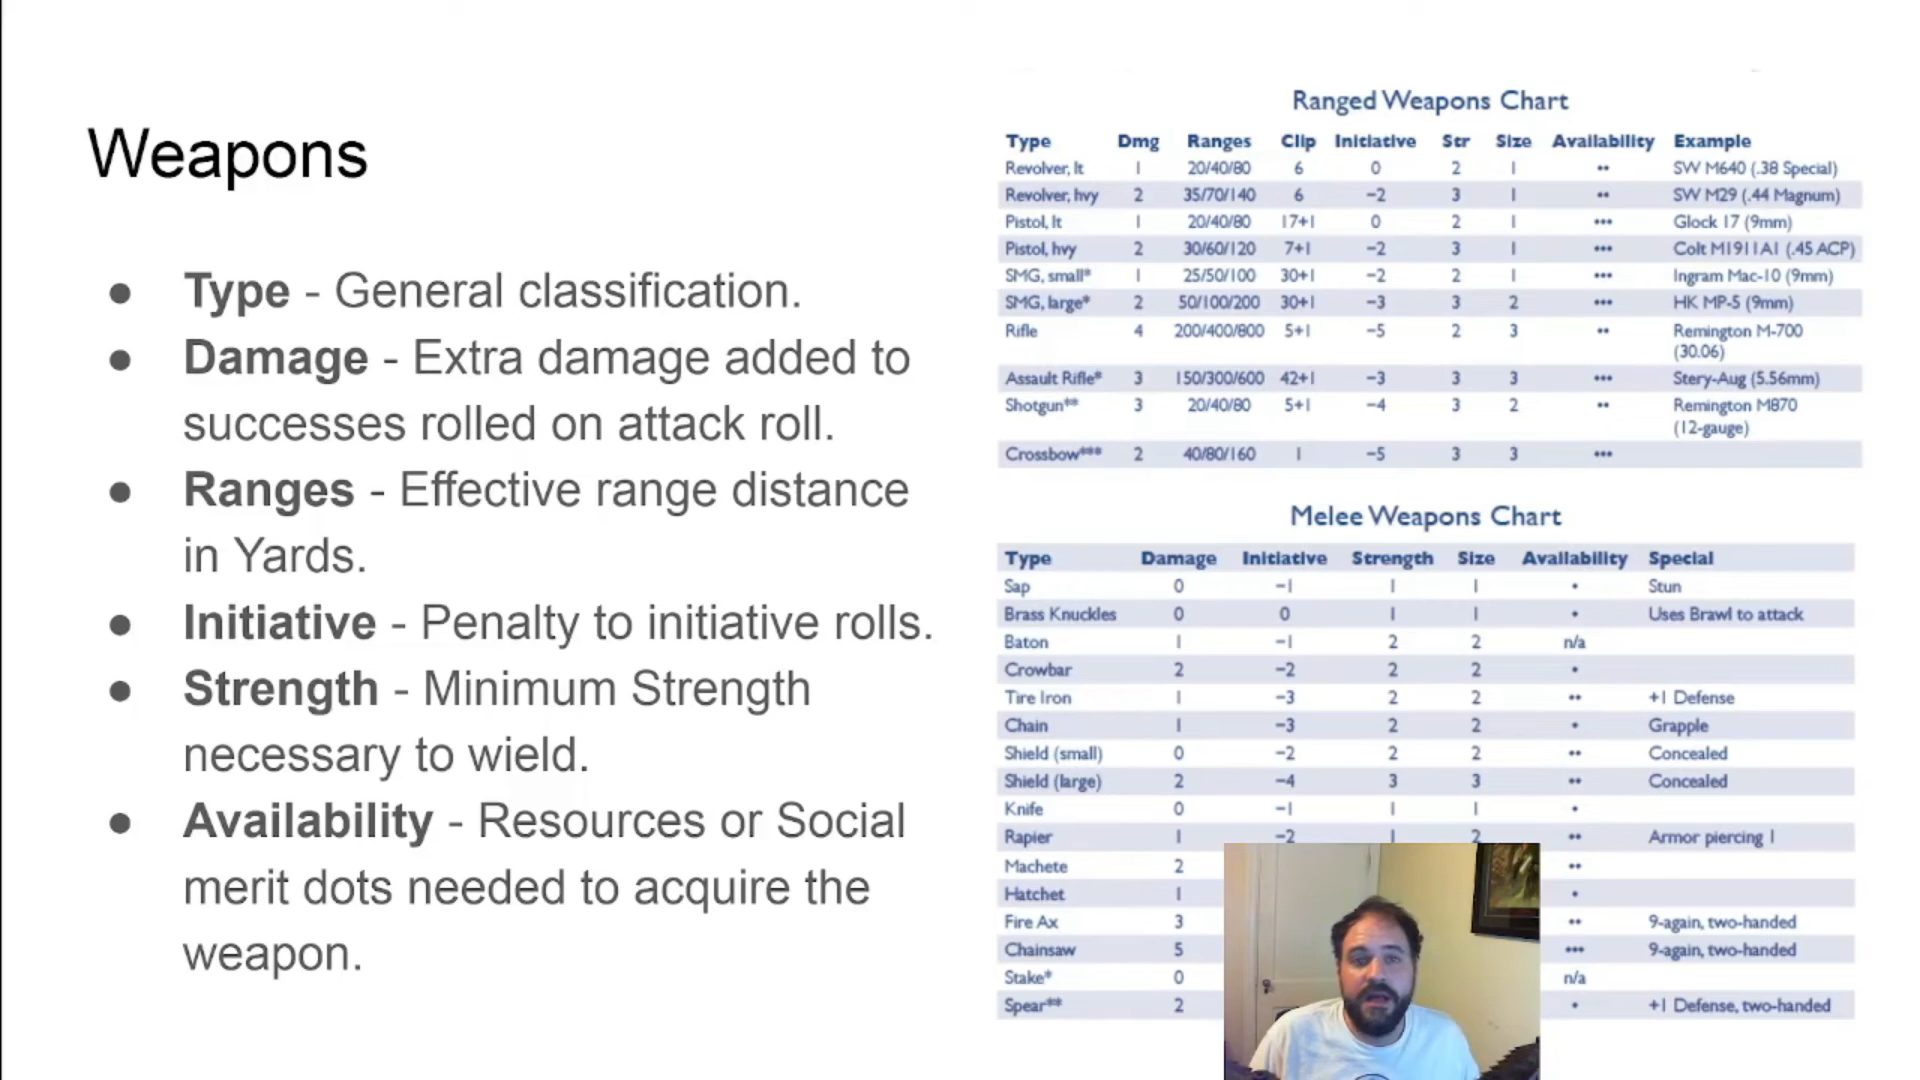 Weapons
● Type - General classification.
● Damage - Extra damage added to
successes rolled on attack roll.
● Ranges - Effective range distance
in Yards.
● Initiative - Penalty to initiative rolls.
● Strength - Minimum Strength
necessary to wield.
● Availability - Resources or Social
merit dots needed to acquire the
weapon.
Ranged Weapons Chart
Type Dmg Ranges Clip Initiative Str Size Availability Example
Revolver, lt 1 20/40/80 6 0 2 1 •• SW M640 (.38 Special)
Revolver, hvy 2 35/70/140 6 −2 3 1 •• SW M29 (.44 Magnum)
Pistol, lt 1 20/40/80 17+1 0 2 1 ••• Glock 17 (9mm)
Pistol, hvy 2 30/60/120 7+1 −2 3 1 ••• Colt M1911A1 (.45 ACP)
SMG, small* 1 25/50/100 30+1 −2 2 1 ••• Ingram Mac-10 (9mm)
SMG, large* 2 50/100/200 30+1 −3 3 2 ••• HK MP-5 (9mm)
Rifle 4 200/400/800 5+1 −5 2 3 •• Remington M-700
(30.06)
Assault Rifle* 3 150/300/600 42+1 −3 3 3 ••• Stery-Aug (5.56mm)
Shotgun** 3 20/40/80 5+1 −4 3 2 •• Remington M870
(12-gauge)
Crossbow*** 2 40/80/160 1 −5 3 3 •••
Melee Weapons Chart
Type Damage Initiative Strength Size Availability Special
Sap 0 −1 1 1 • Stun
Brass Knuckles 0 0 1 1 • Uses Brawl to attack
Baton 1 −1 2 2 n/a
Crowbar 2 −2 2 2 •
Tire Iron 1 −3 2 2 •• +1 Defense
Chain 1 −3 2 2 • Grapple
Shield (small) 0 −2 2 2 •• Concealed
Shield (large) 2 −4 3 3 •• Concealed
Knife 0 −1 1 1 •
Rapier 1 −2 1 2 •• Armor piercing 1
Machete 2 ••
Hatchet 1 •
Fire Ax 3 •• 9-again, two-handed
Chainsaw 5 ••• 9-again, two-handed
Stake* 0 n/a
Spear** 2 • +1 Defense, two-handed